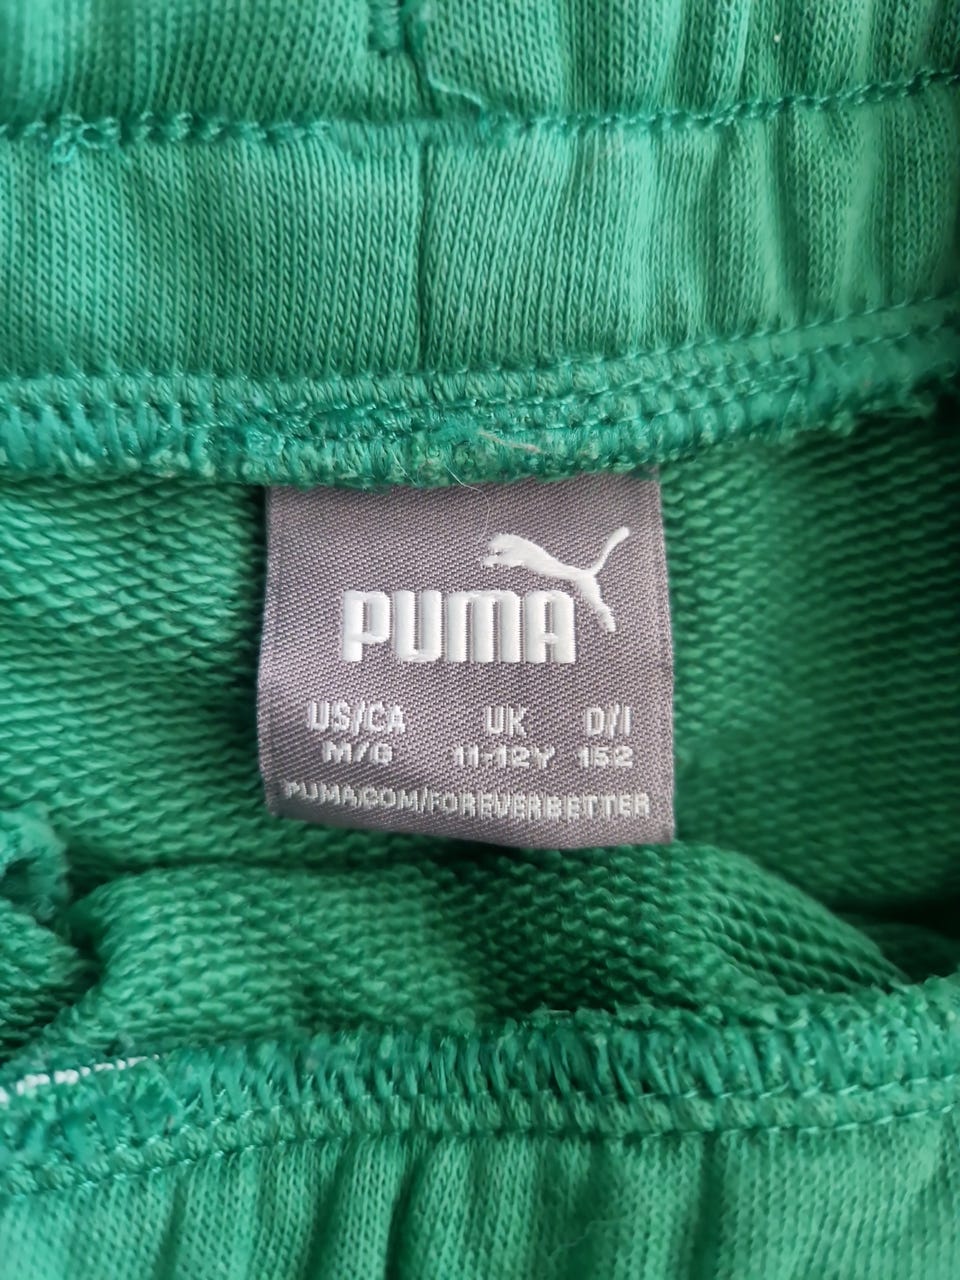 PUMA
US/CA UK D/I
M/G 11-12Y 152
PUMA.COM/FOREVERBETTER